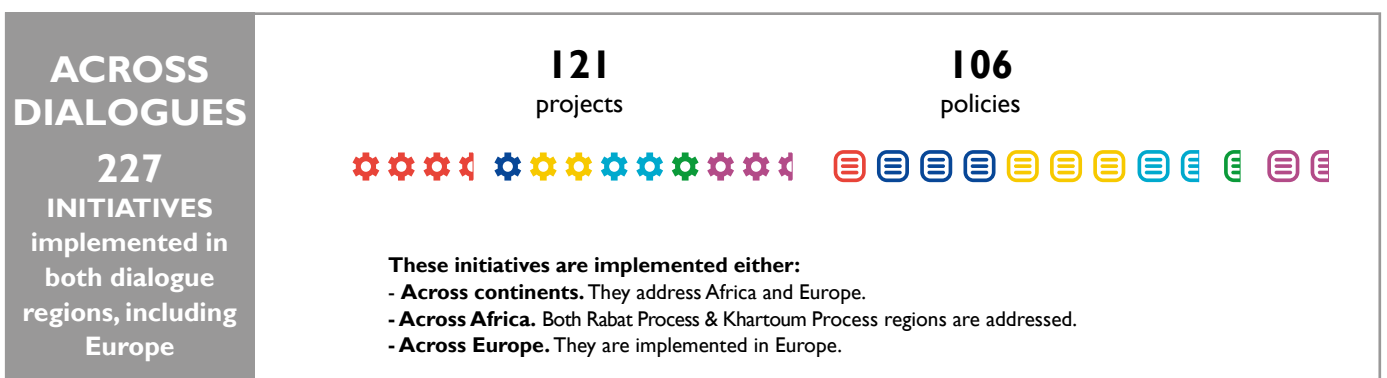 ACROSS
DIALOGUES
227
INITIATIVES
implemented in
both dialogue
regions, including
Europe
121
projects
106
policies
These initiatives are implemented either:
- Across continents. They address Africa and Europe.
- Across Africa. Both Rabat Process & Khartoum Process regions are addressed.
- Across Europe. They are implemented in Europe.